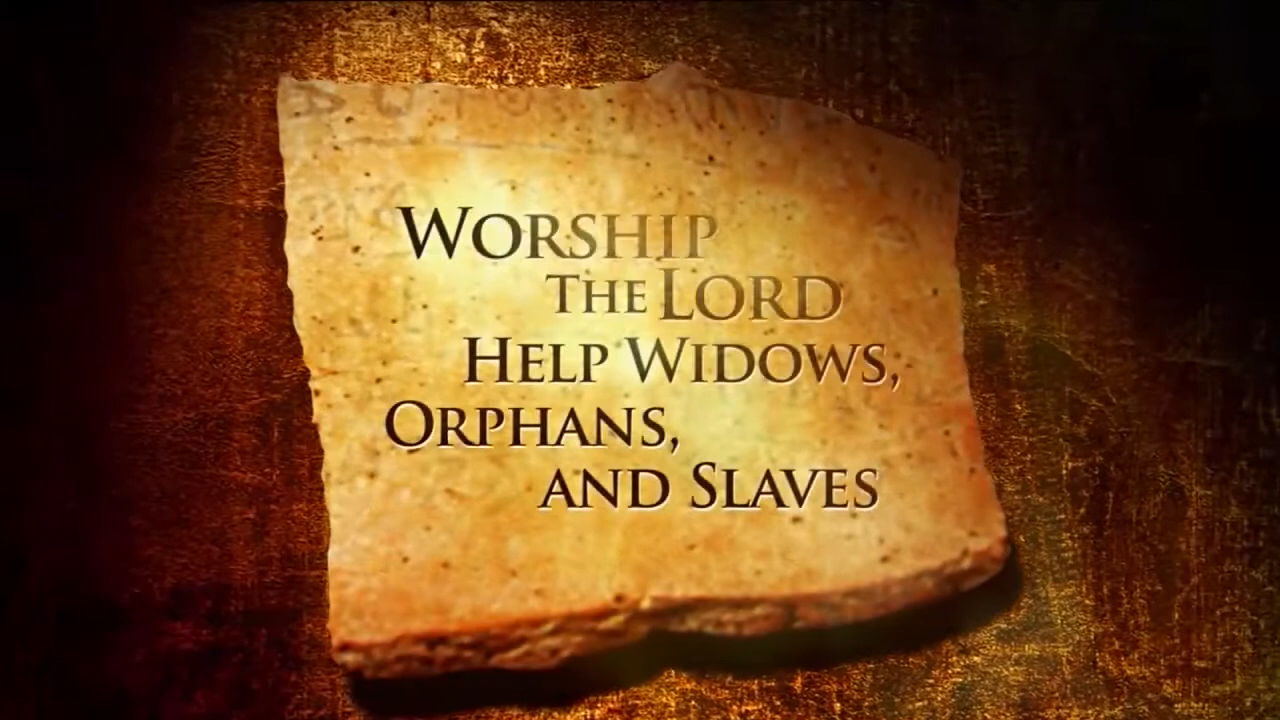 Worship
the Lord
Help Widows,
Orphans,
and Slaves